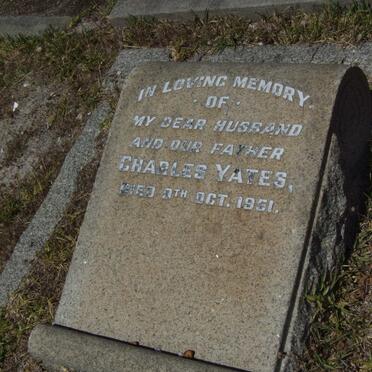 IN LOVING MEMORY
· OF ·
MY DEAR HUSBAND
AND OUR FATHER
CHARLES YATES,
DIED OCT. 1951.